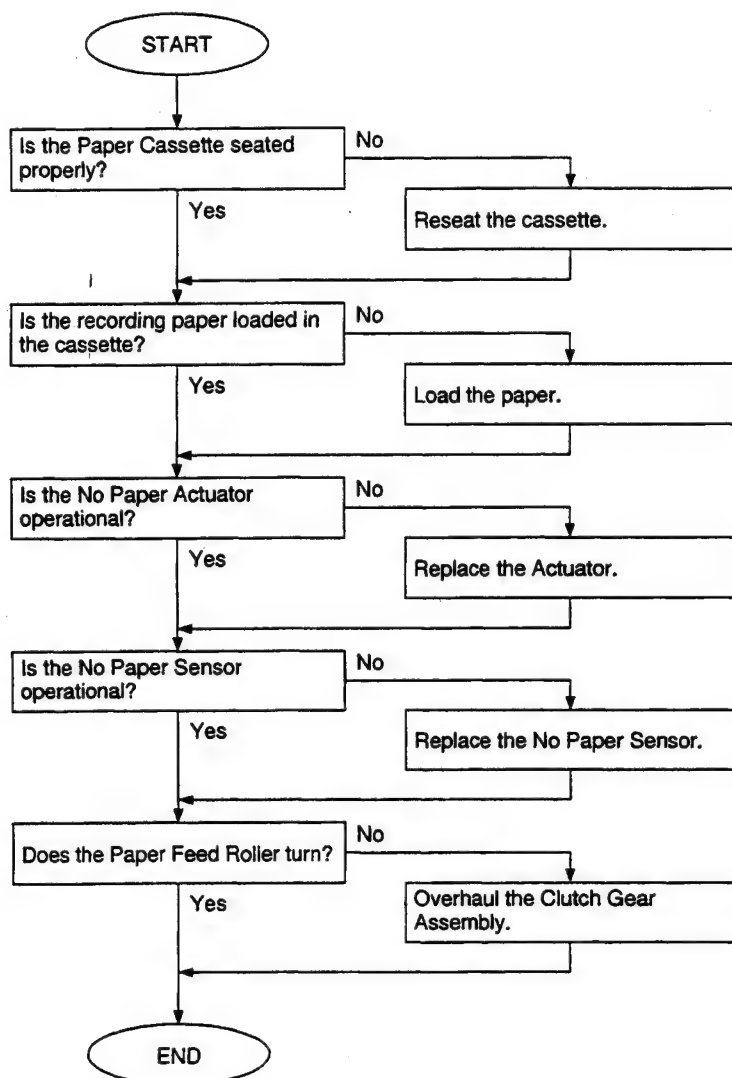 START
Is the Paper Cassette seated
properly?
No
Yes
Reseat the cassette.
Is the recording paper loaded in
the cassette?
No
Yes
Load the paper.
Is the No Paper Actuator
operational?
No
Yes
Replace the Actuator.
Is the No Paper Sensor
operational?
No
Yes
Replace the No Paper Sensor.
Does the Paper Feed Roller turn?
No
Yes
Overhaul the Clutch Gear
Assembly.
END